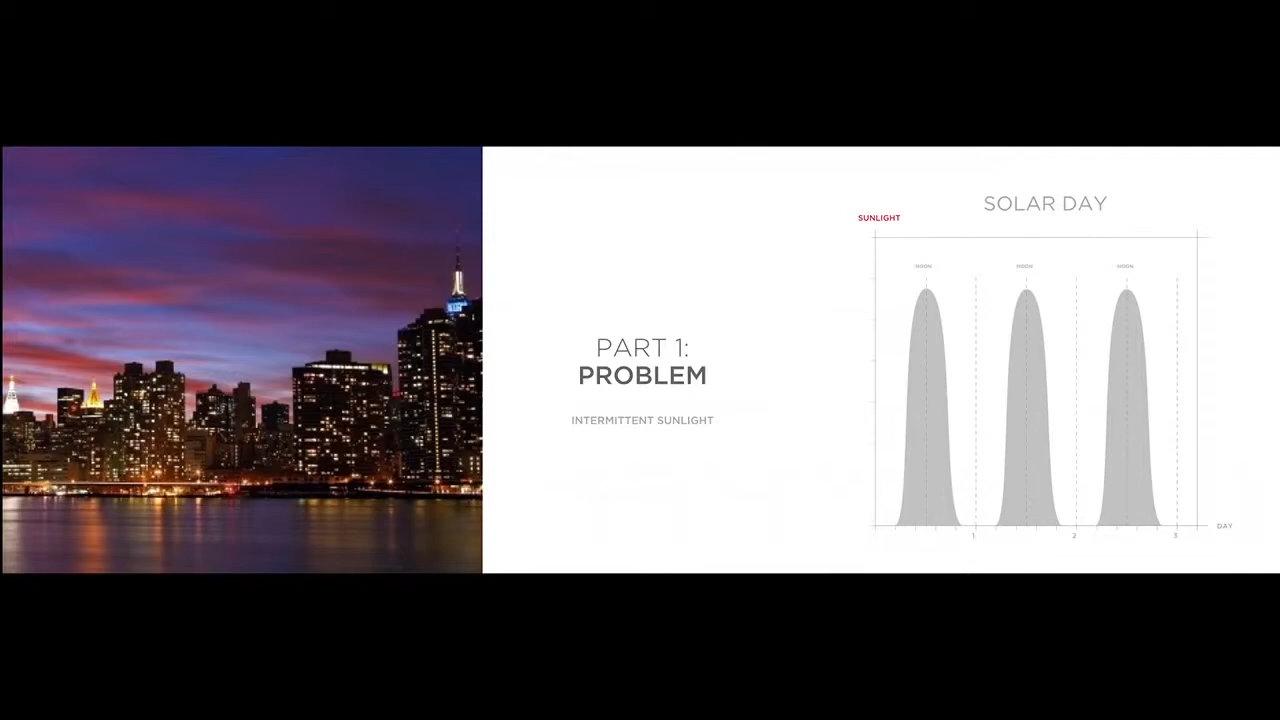 PART 1:
PROBLEM
INTERMITTENT SUNLIGHT
SOLAR DAY
SUNLIGHT
NOON
NOON
NOON
DAY
1
2
3